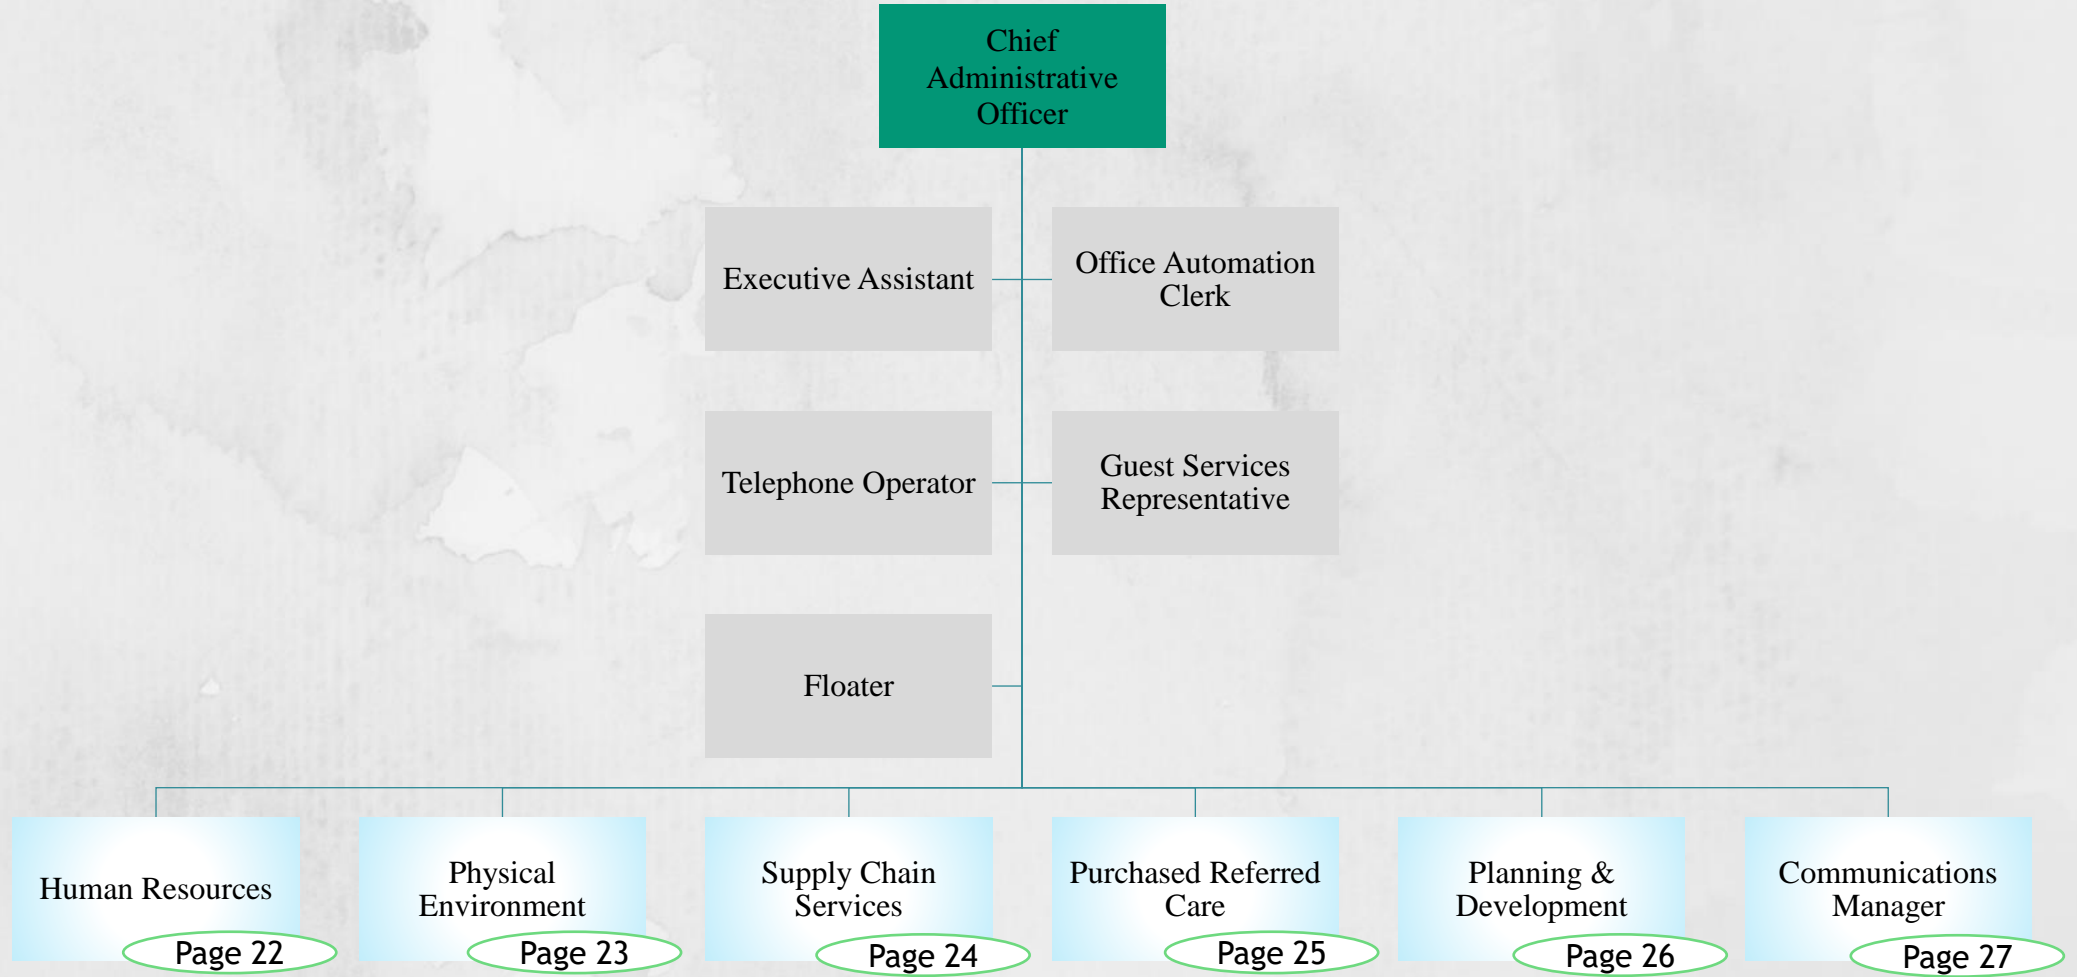 Chief
Administrative
Officer
Executive Assistant
Office Automation
Clerk
Telephone Operator
Guest Services
Representative
Floater
Human Resources
Page 22
Physical
Environment
Page 23
Supply Chain
Services
Page 24
Purchased Referred
Care
Page 25
Planning &
Development
Page 26
Communications
Manager
Page 27